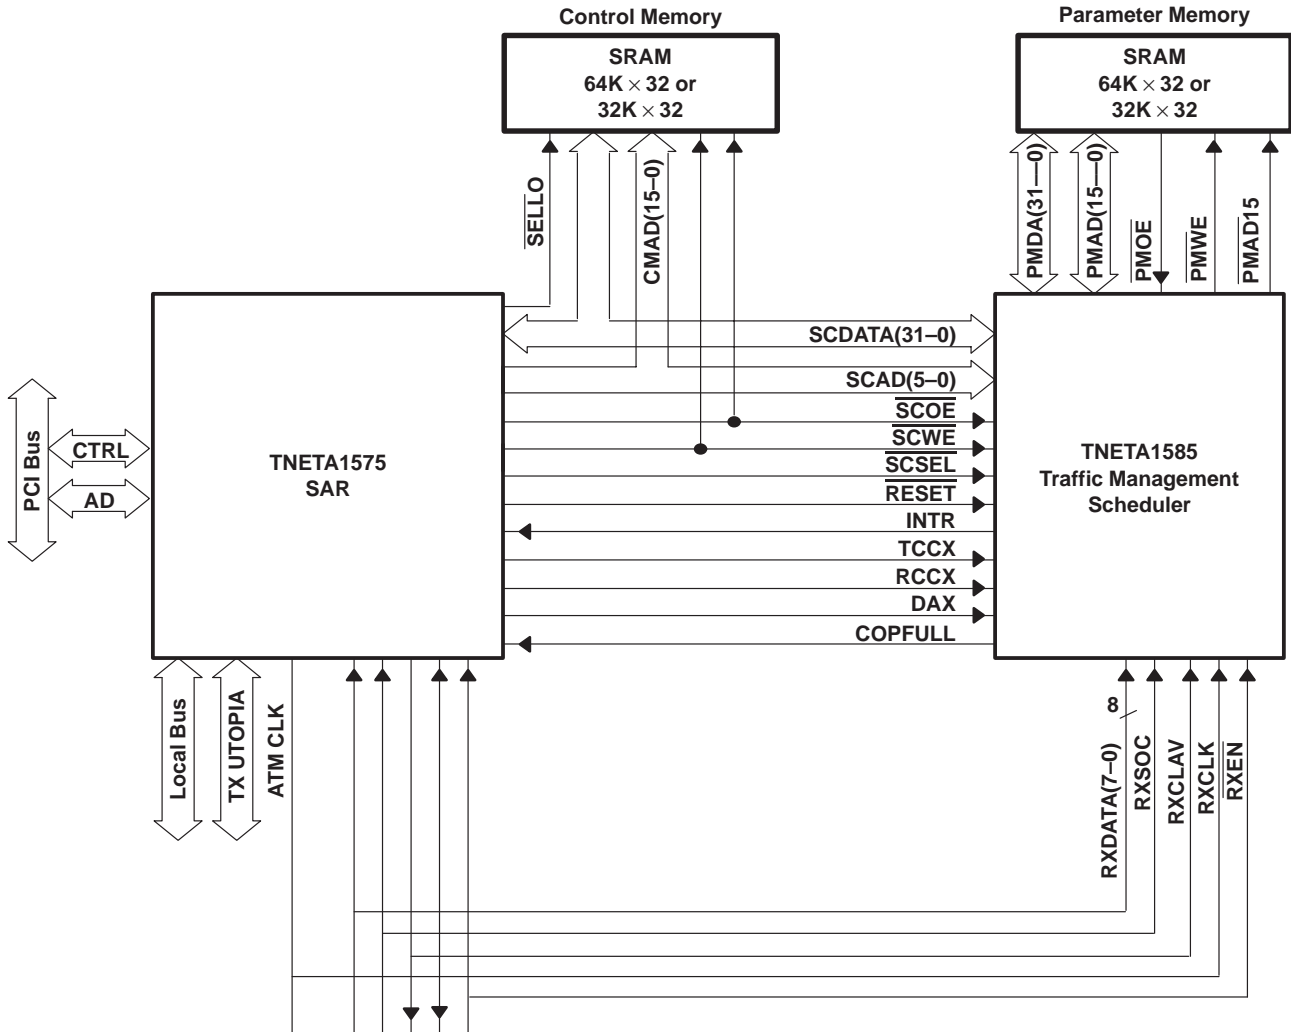 Control Memory
Parameter Memory
SRAM
64K × 32 or
32K × 32
SRAM
64K × 32 or
32K × 32
SELLO
CMAD(15–0)
PMDA(31–0)
PMAD(15–0)
PMOE
PMWE
PMAD15
SCDATA(31–0)
SCAD(5–0)
SCOE
SCWE
SCSEL
RESET
INTR
TCCX
RCCX
DAX
COPFULL
PCI Bus
CTRL
AD
TNETA1575
SAR
TNETA1585
Traffic Management
Scheduler
Local Bus
TX UTOPIA
ATM CLK
8
RXDATA(7–0)
RXSOC
RXCLAV
RXCLK
RXEN